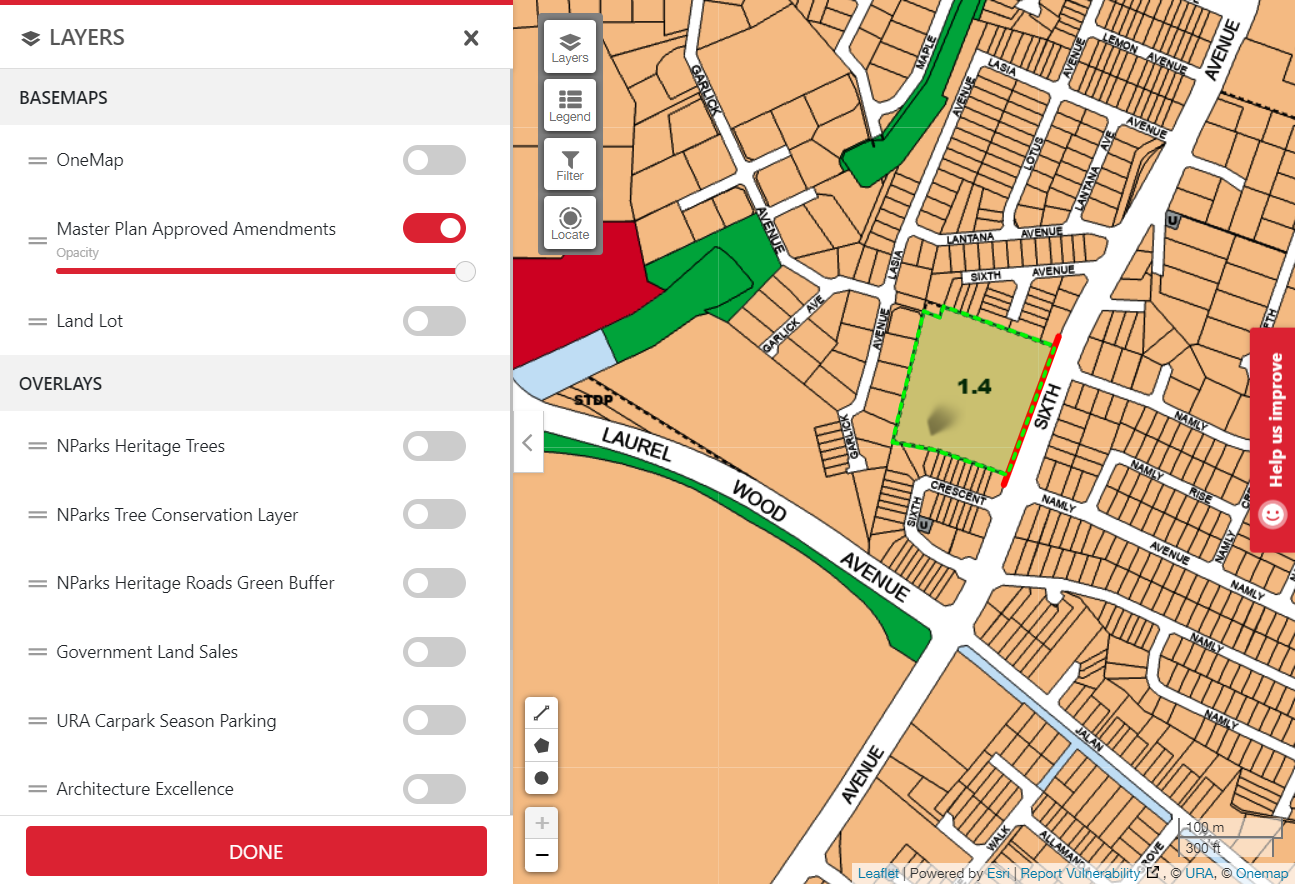 LAYERS
BASEMAPS
OneMap
Master Plan Approved Amendments
Opacity
Land Lot
OVERLAYS
NParks Heritage Trees
NParks Tree Conservation Layer
NParks Heritage Roads Green Buffer
Government Land Sales
URA Carpark Season Parking
Architecture Excellence
DONE
Layers
Legend
Filter
Locate
GARLICK
AVENUE
MAPLE
LASIA
AVENUE
LEMON AVENUE
AVENUE
AVENUE
AVENUE
LOTUS
LANTANA AVE
LANTANA AVENUE
SIXTH AVENUE
U
LASIA
AVENUE
GARLICK AVE
GARLICK
1.4
SIXTH
STDP
LAUREL
WOOD
AVENUE
CRESCENT
SIXTH
U
NAMLY
NAMLY
RISE
NAMLY
NAMLY
AVENUE
NAMLY
NAMLY
NAMLY
JALAN
AVENUE
WALK
Help us improve
100 m
300 ft
Leaflet | Powered by Esri | Report Vulnerability , © URA, © Onemap